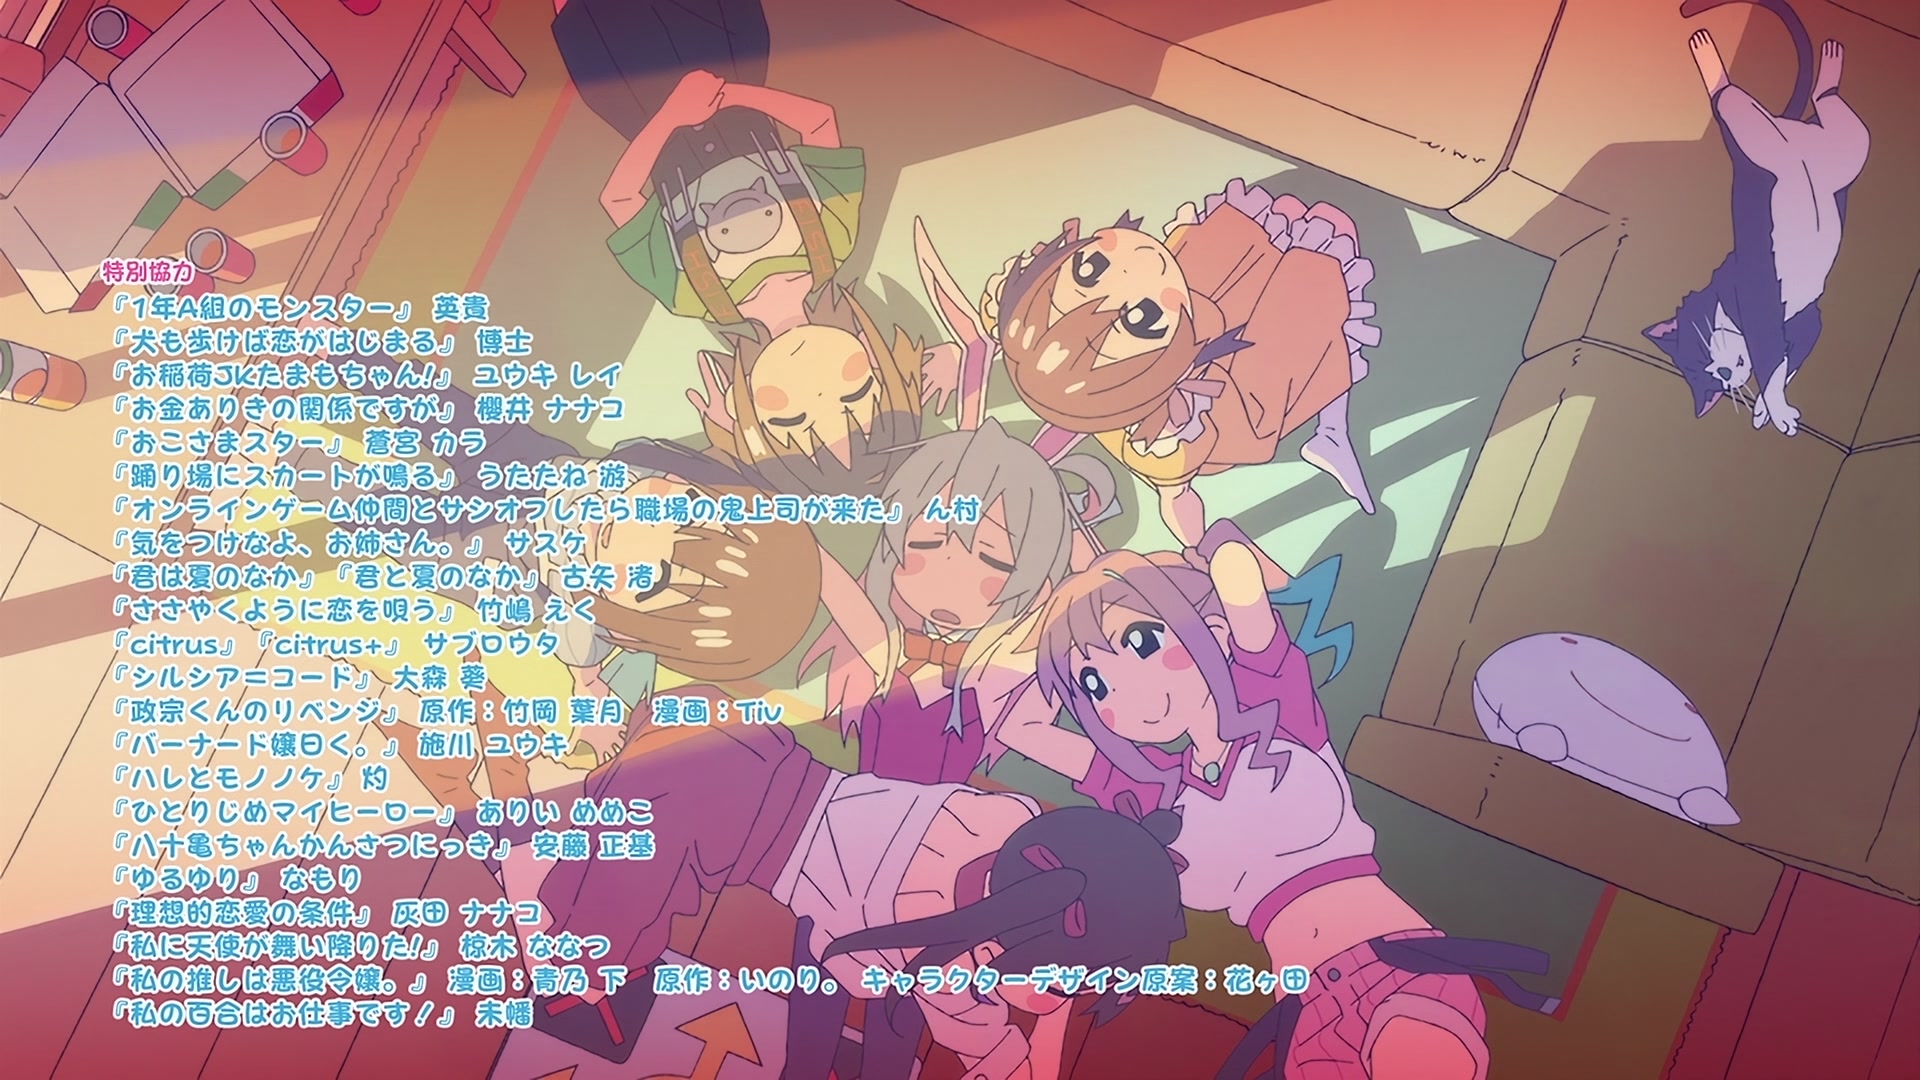 特別協力
『1年A組のモンスター』 英貴
『犬も歩けば恋がはじまる』 博士
『お稲荷JKたまもちゃん!』 ユウキ レイ
『お金ありきの関係ですが』 櫻井 ナナコ
『おこさまスター』 蒼宮 カラ
『踊り場にスカートが鳴る』 うたたね 游
『オンラインゲーム仲間とサシオフしたら職場の鬼上司が来た』 ん村
『気をつけなよ、お姉さん。』 サスケ
『君は夏のなか』『君と夏のなか』 古矢 渚
『ささやくように恋を唄う』 竹嶋 えく
『citrus』『citrus+』 サブロウタ
『シルシア=コード』 大森 葵
『政宗くんのリベンジ』 原作：竹岡 葉月　漫画：Tiv
『バーナード嬢曰く。』 施川 ユウキ
『ハレとモノノケ』 灼
『ひとりじめマイヒーロー』 ありい めめこ
『八十亀ちゃんかんさつにっき』 安藤 正基
『ゆるゆり』 なもり
『理想的恋愛の条件』 灰田 ナナコ
『私に天使が舞い降りた!』 椋木 ななつ
『私の推しは悪役令嬢。』 漫画：青乃 下　原作：いのり。 キャラクターデザイン原案：花ヶ田
『私の百合はお仕事です！』 未幡